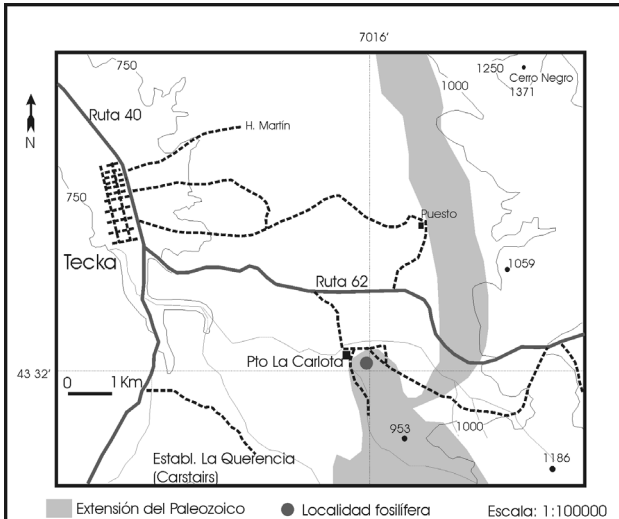 7016'
750
1250
Cerro Negro
1371
1000
Ruta 40
N
H. Martín
750
Puesto
Tecka
1059
Ruta 62
Pto La Carlota
43 32'
0 1 Km
1000
953
Establ. La Querencia
(Carstairs)
1186
Extensión del Paleozoico
Localidad fosilífera
Escala: 1:100000